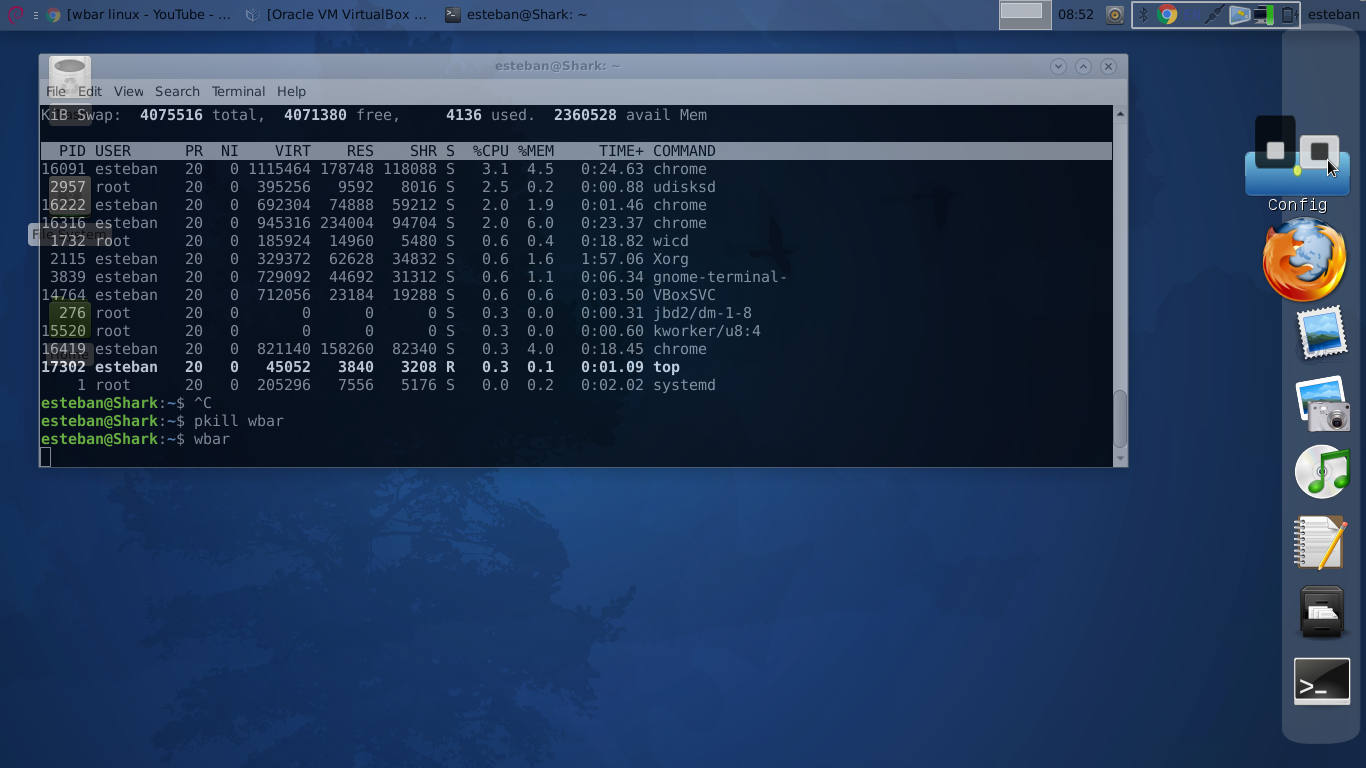 [wbar linux - YouTube - ... [Oracle VM VirtualBox ... esteban@Shark: ~ 08:52 esteban
esteban@Shark: ~
File Edit View Search Terminal Help
KiB Swap:  4075516 total,  4071380 free,     4136 used.  2360528 avail Mem
  PID USER      PR  NI    VIRT    RES    SHR S  %CPU %MEM     TIME+ COMMAND
16091 esteban   20   0 1115464 178748 118088 S   3.1  4.5   0:24.63 chrome
 2957 root      20   0  395256   9592   8016 S   2.5  0.2   0:00.88 udisksd
16222 esteban   20   0  692304  74888  59212 S   2.0  1.9   0:01.46 chrome
16316 esteban   20   0  945316 234004  94704 S   2.0  6.0   0:23.37 chrome
File System
 1732 root      20   0  185924  14960   5480 S   0.6  0.4   0:18.82 wicd
 2115 root      20   0  329372  62628  34832 S   0.6  1.6   1:57.06 Xorg
 3839 esteban   20   0  729092  44692  31312 S   0.6  1.1   0:06.34 gnome-terminal-
14764 esteban   20   0  712056  23184  19288 S   0.6  0.6   0:03.50 VBoxSVC
  276 root      20   0       0      0      0 S   0.3  0.0   0:00.31 jbd2/dm-1-8
15520 root      20   0       0      0      0 S   0.3  0.0   0:00.60 kworker/u8:4
16419 esteban   20   0  821140 158260  82340 S   0.3  4.0   0:18.45 chrome
17302 esteban   20   0   45052   3840   3208 R   0.3  0.1   0:01.09 top
    1 root      20   0  205296   7556   5176 S   0.0  0.2   0:02.02 systemd
esteban@Shark:~$ ^C
esteban@Shark:~$ pkill wbar
esteban@Shark:~$ wbar
Config
>_